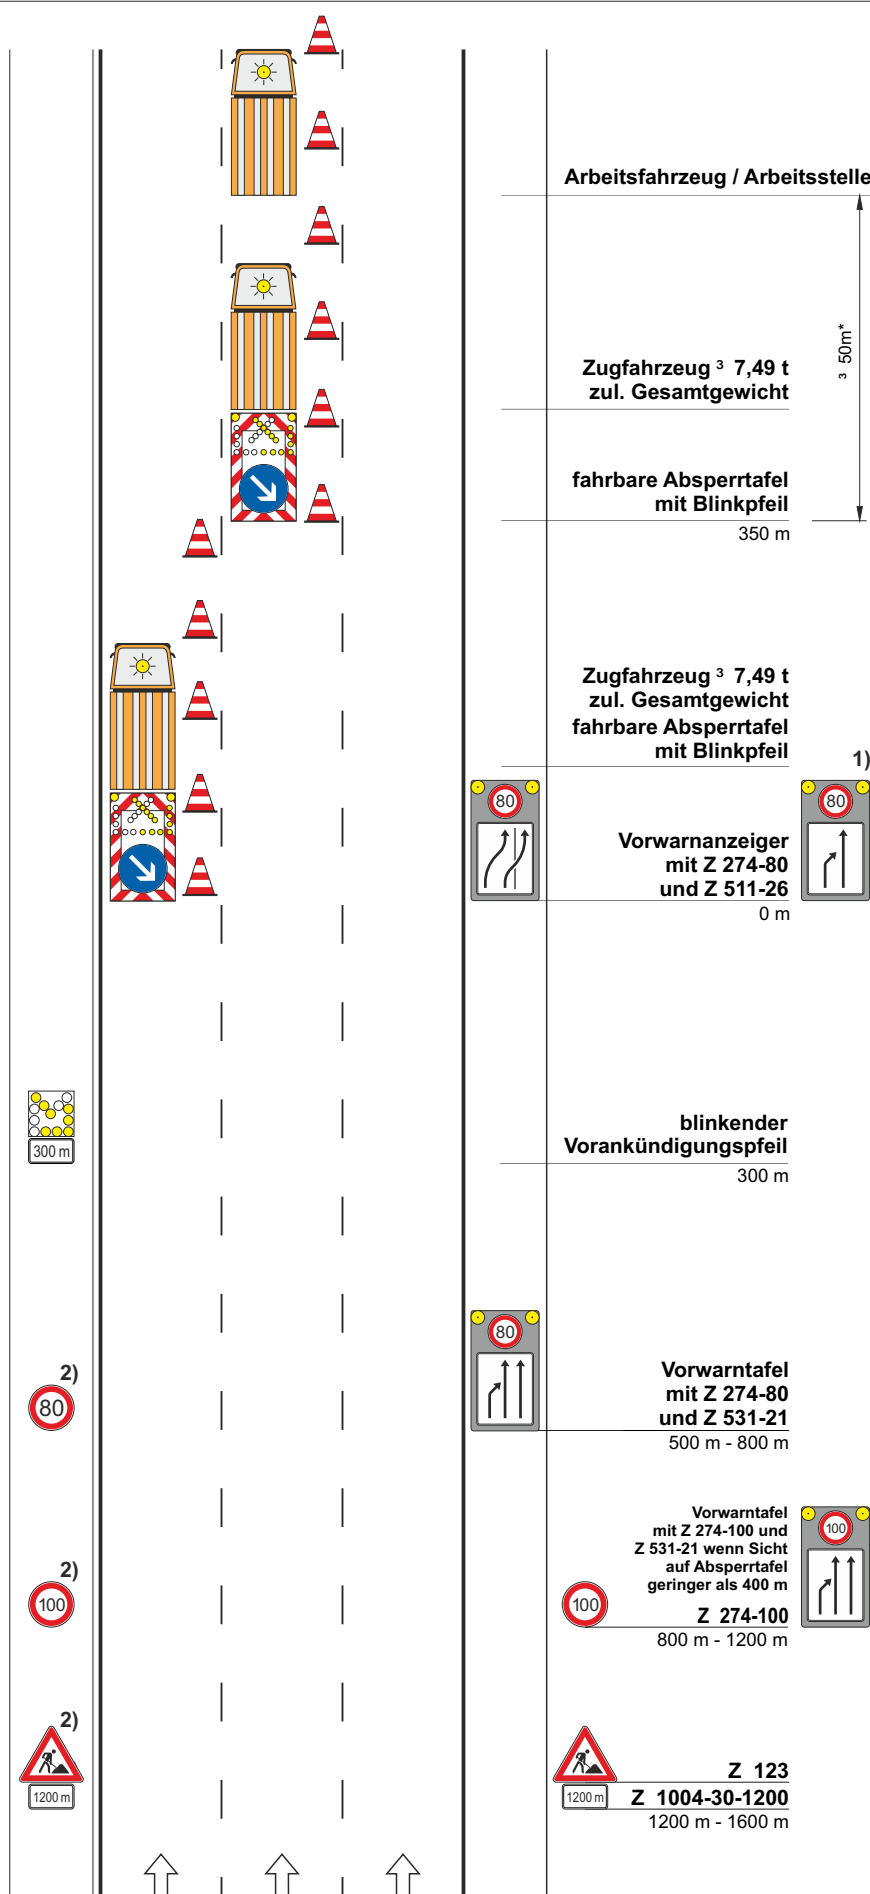 Arbeitsfahrzeug / Arbeitsstelle
³ 50m*
Zugfahrzeug ³ 7,49 t
zul. Gesamtgewicht
fahrbare Absperrtafel
mit Blinkpfeil
350 m
Zugfahrzeug ³ 7,49 t
zul. Gesamtgewicht
fahrbare Absperrtafel
mit Blinkpfeil
1)
80
80
Vorwarnanzeiger
mit Z 274-80
und Z 511-26
0 m
300 m
blinkender
Vorankündigungspfeil
300 m
80
2)
80
Vorwarntafel
mit Z 274-80
und Z 531-21
500 m - 800 m
Vorwarntafel
mit Z 274-100 und
Z 531-21 wenn Sicht
auf Absperrtafel
geringer als 400 m
100
2)
100
100
Z 274-100
800 m - 1200 m
2)
1200 m
1200 m
Z 123
Z 1004-30-1200
1200 m - 1600 m